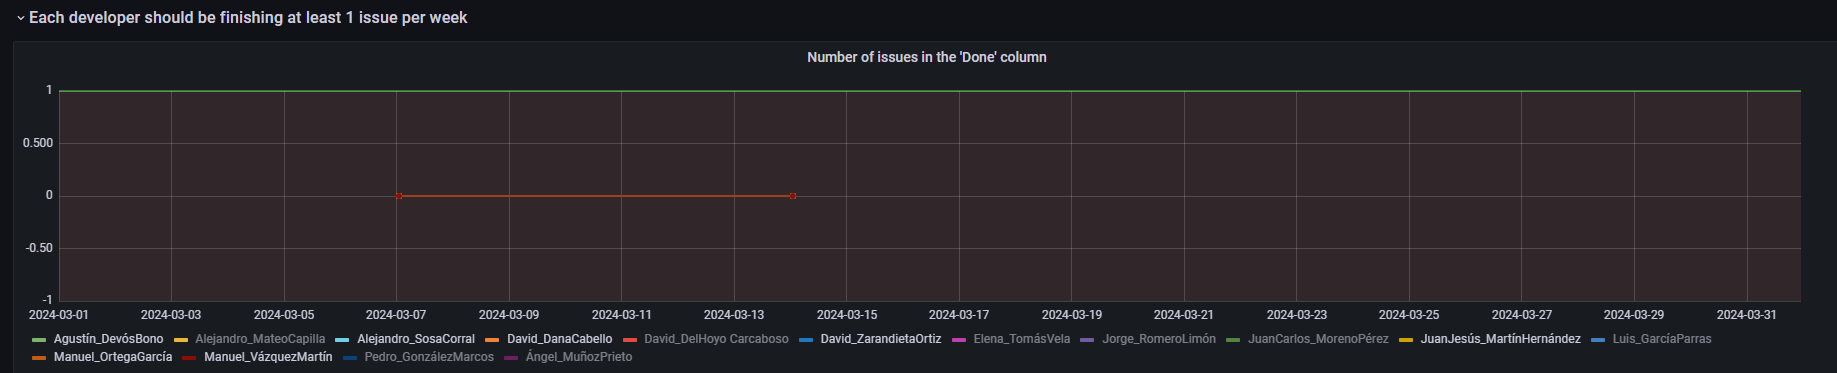 Each developer should be finishing at least 1 issue per week
Number of issues in the 'Done' column
1
0.500
0
-0.50
-1
2024-03-01 2024-03-03 2024-03-05 2024-03-07 2024-03-09 2024-03-11 2024-03-13 2024-03-15 2024-03-17 2024-03-19 2024-03-21 2024-03-23 2024-03-25 2024-03-27 2024-03-29 2024-03-31
Agustín_DevósBono Alejandro_MateoCapilla Alejandro_SosaCorral David_DanaCabello David_DelHoyo Carcaboso David_ZarandietaOrtiz Elena_TomásVela Jorge_RomeroLimón JuanCarlos_MorenoPérez JuanJesús_MartínHernández Luis_GarcíaParras
Manuel_OrtegaGarcía Manuel_VázquezMartín Pedro_GonzálezMarcos Ángel_MuñozPrieto